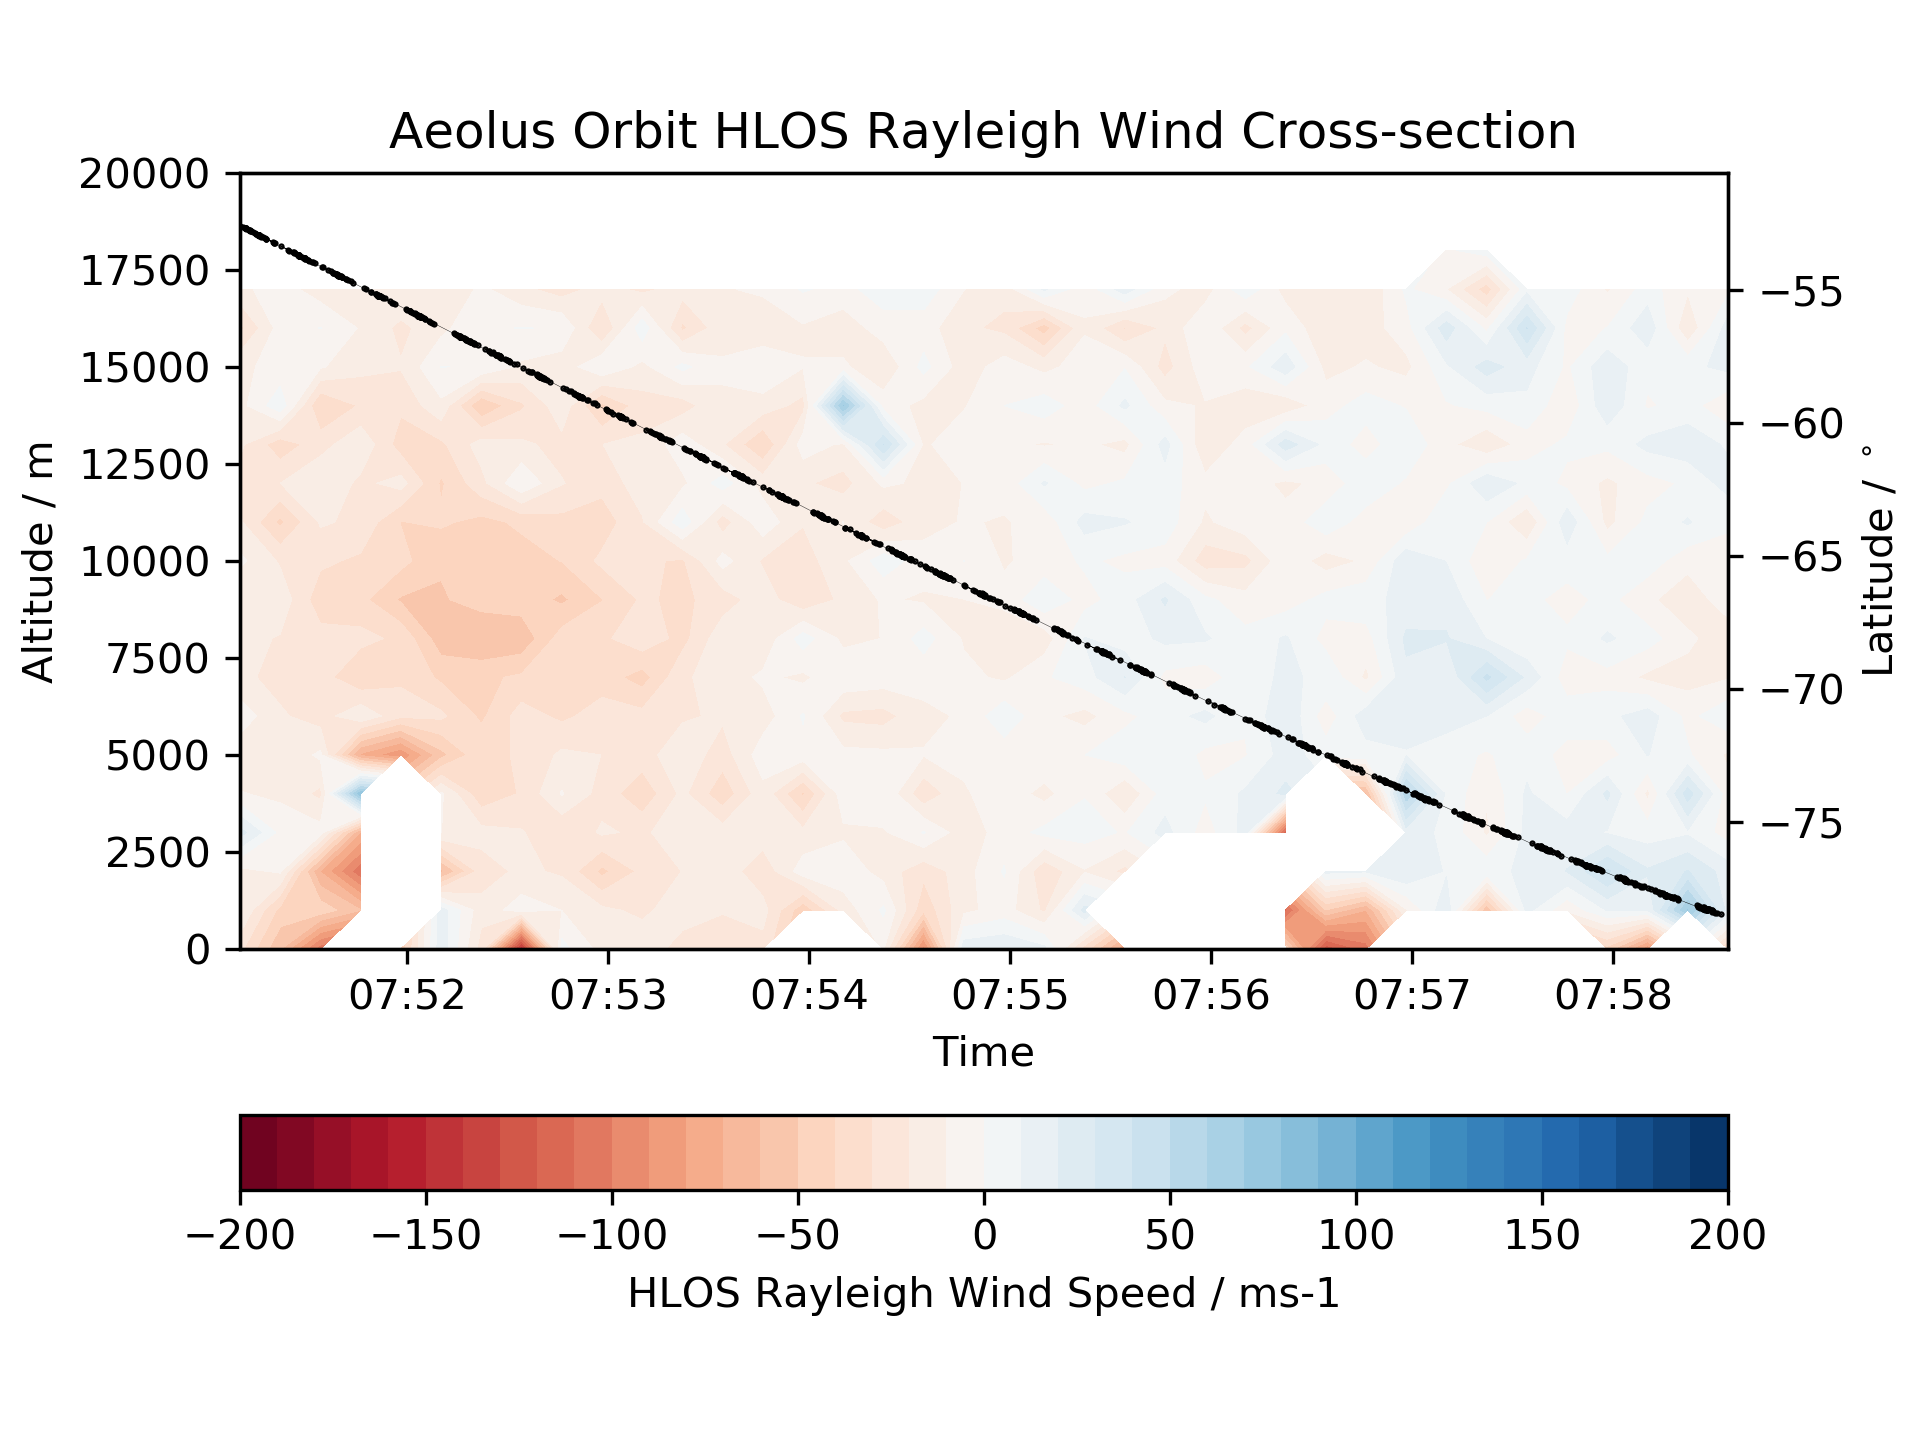 Aeolus Orbit HLOS Rayleigh Wind Cross-section
20000
17500
15000
12500
10000
7500
5000
2500
0
Altitude / m
−55
−60
−65
−70
−75
Latitude / °
07:52 07:53 07:54 07:55 07:56 07:57 07:58
Time
−200 −150 −100 −50 0 50 100 150 200
HLOS Rayleigh Wind Speed / ms-1